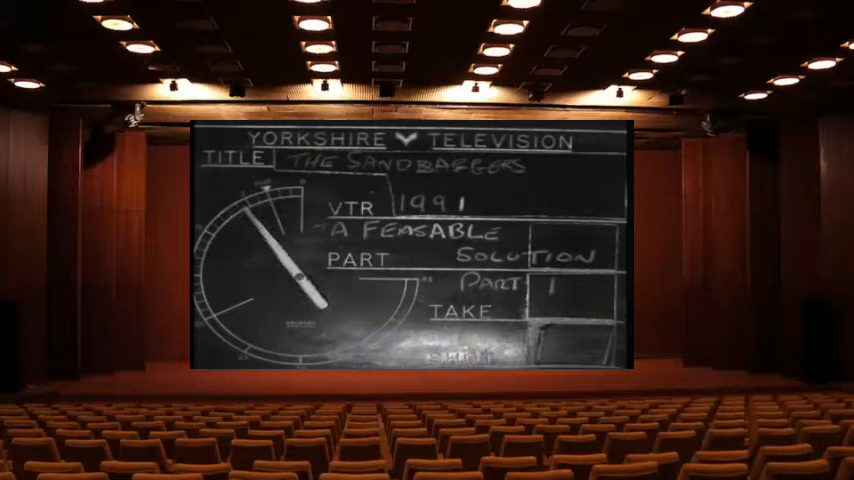 YORKSHIRE TELEVISION
TITLE THE SANDBAGGERS
VTR 1991
A FEASABLE
PART SOLUTION
PART 1
TAKE